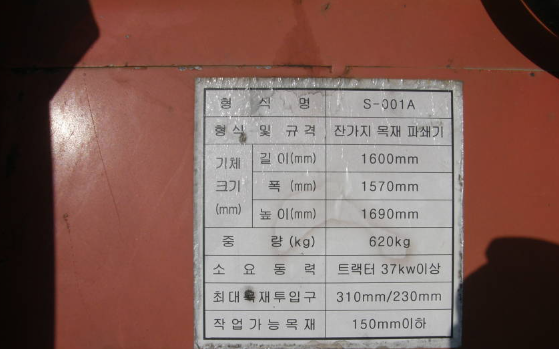 형 식 명 S-001A
형식 및 규격 잔가지 목재 파쇄기
기체 크기 (mm) 길 이(mm) 1600mm
폭 (mm) 1570mm
높 이(mm) 1690mm
중 량 (kg) 620kg
소 요 동 력 트랙터 37kw이상
최대목재투입구 310mm/230mm
작업가능목재 150mm이하